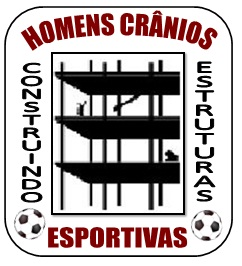 HOMENS CRÂNIOS
CONSTRUINDO
ESTRUTURAS
ESPORTIVAS